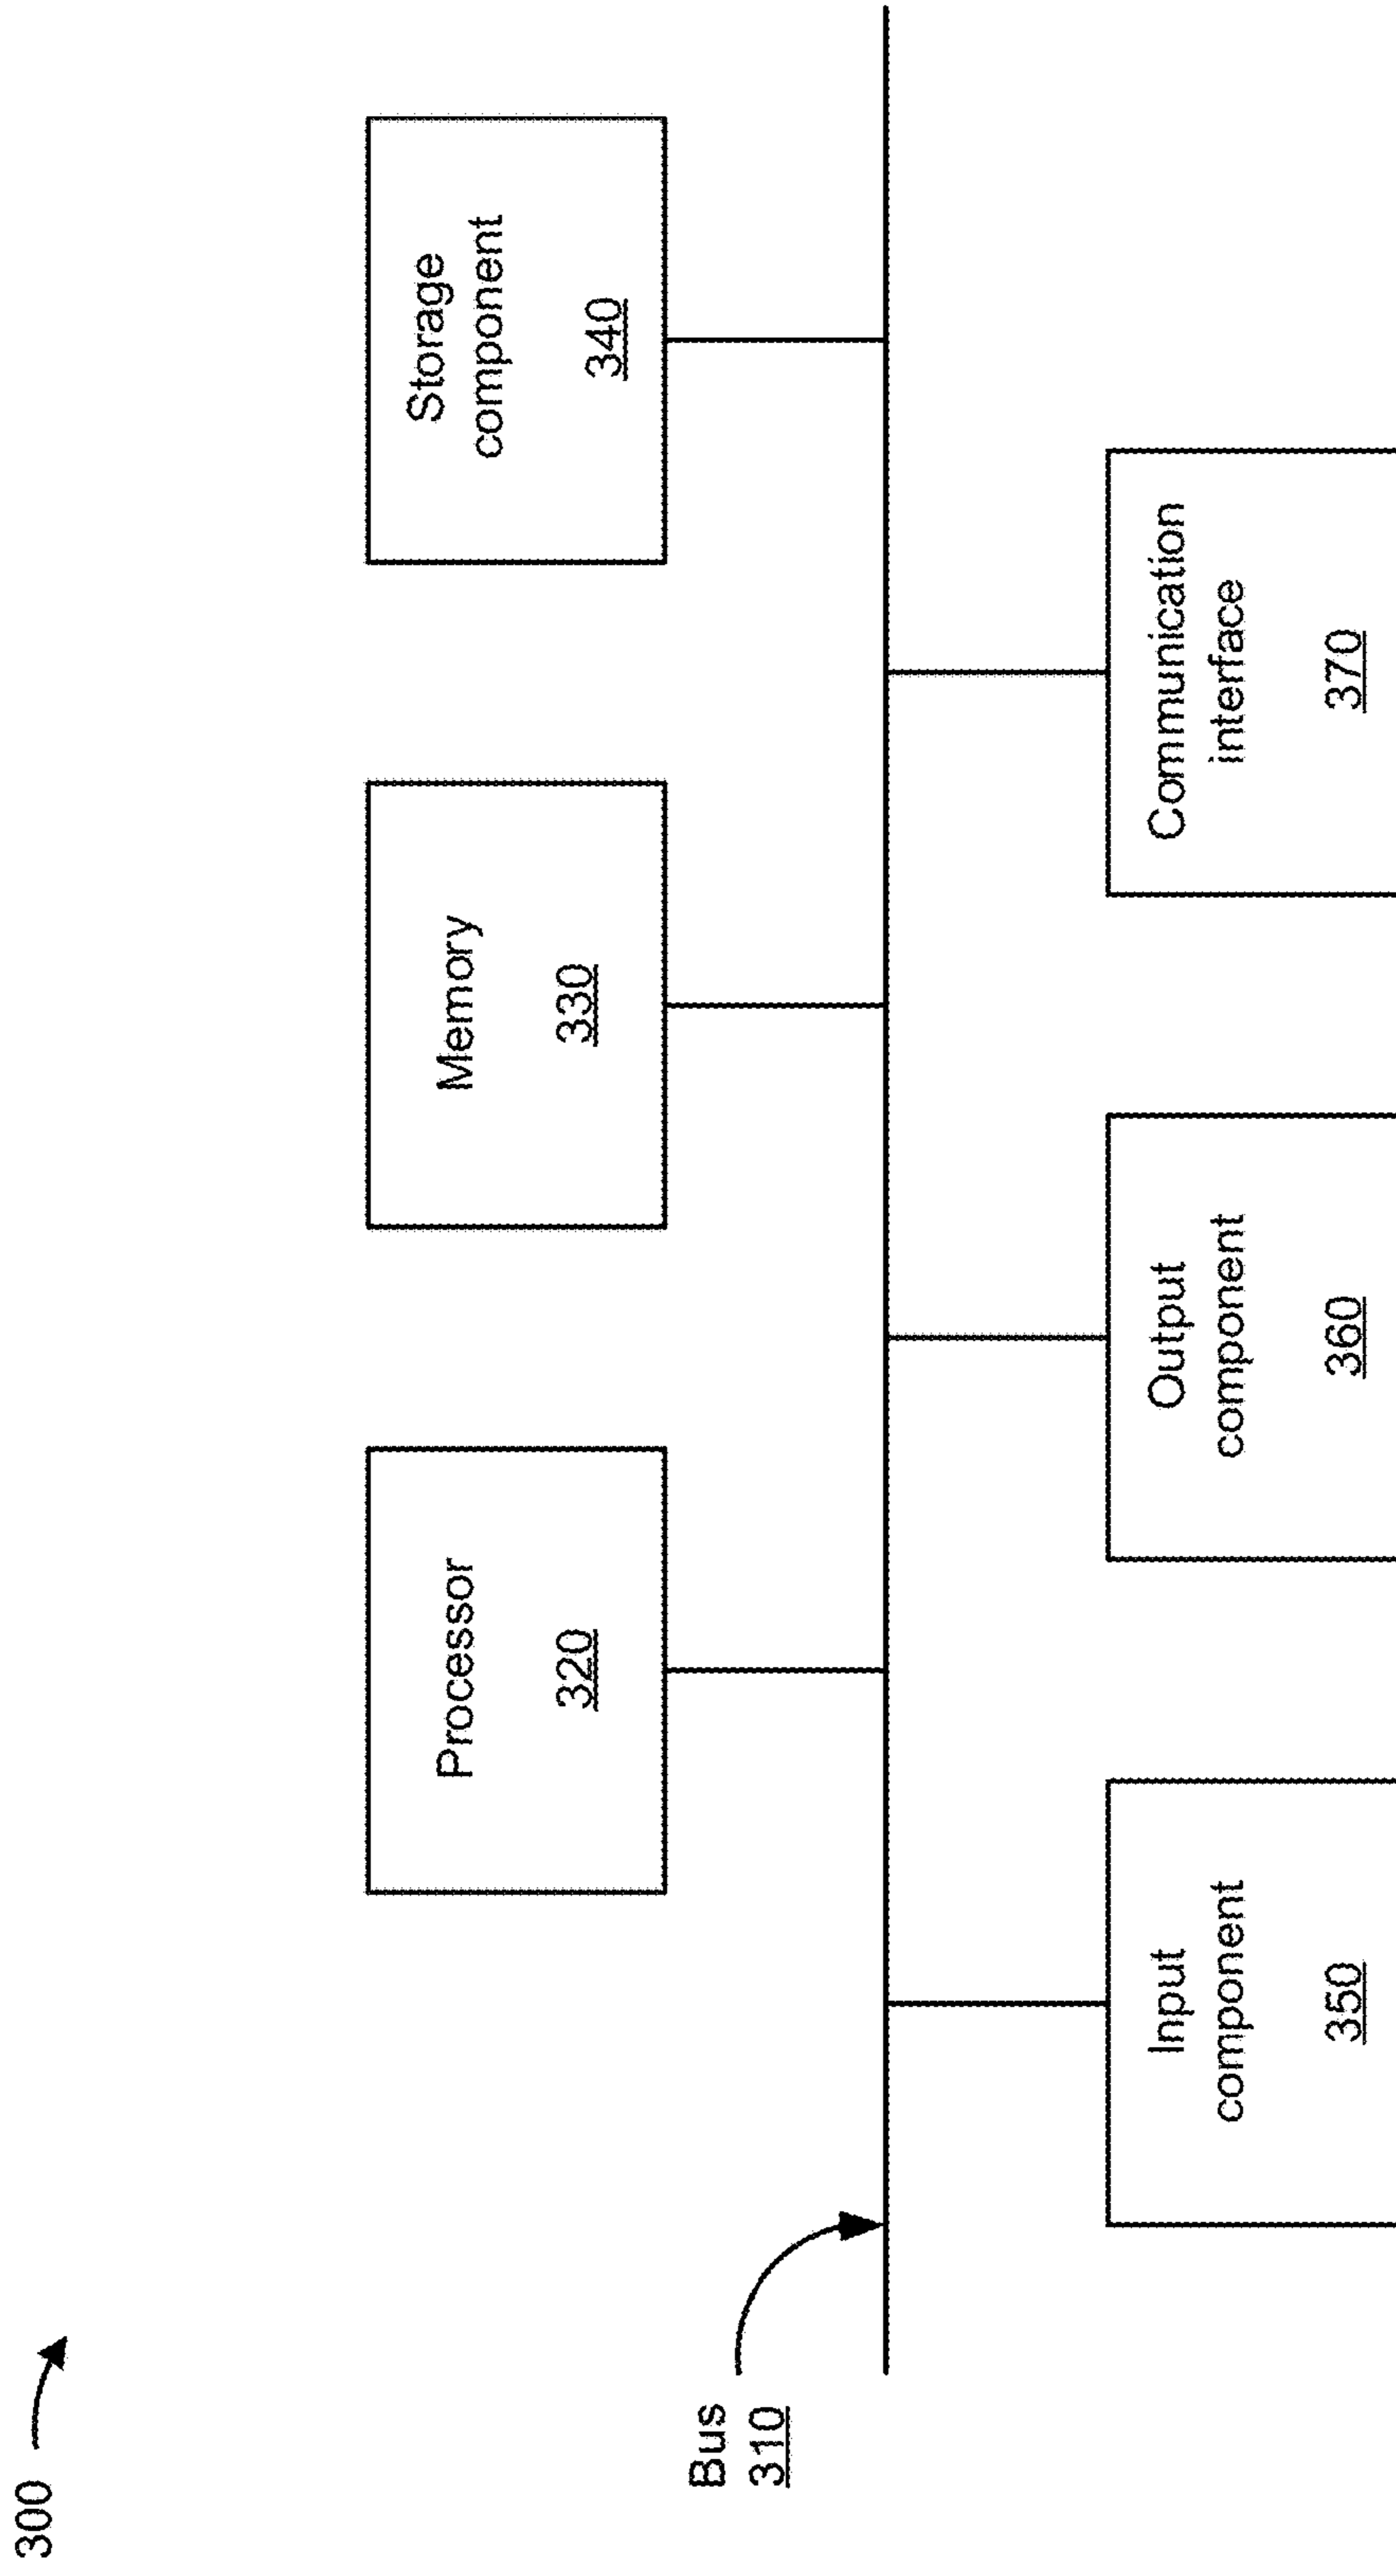 300
Bus
310
Processor
320
Memory
330
Storage
component
340
Input
component
350
Output
component
360
Communication
interface
370